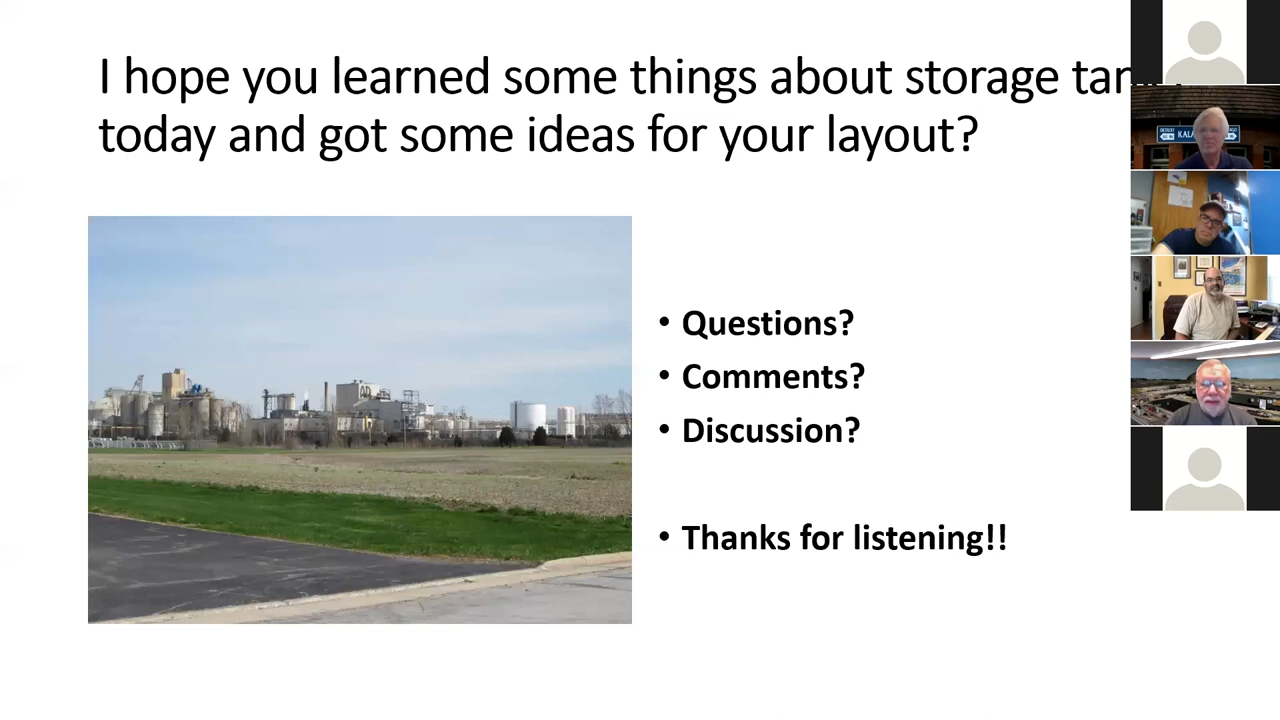 I hope you learned some things about storage
today and got some ideas for your layout?
• Questions?
• Comments?
• Discussion?
• Thanks for listening!!